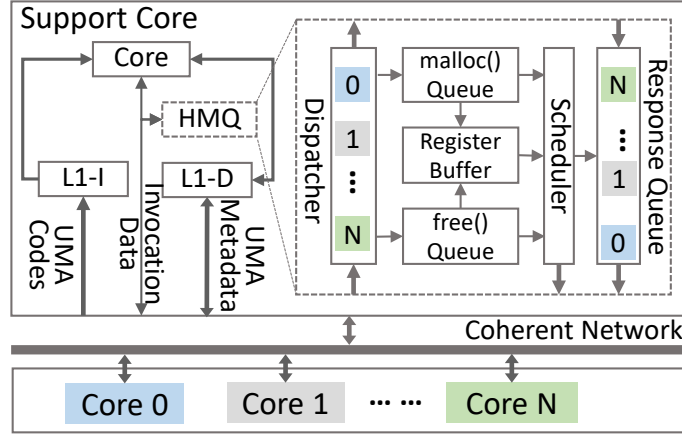 Support Core
Core
HMQ
L1-I
L1-D
UMA
Codes
Invocation
Data
UMA
Metadata
Dispatcher
0
1
...
N
malloc()
Queue
Register
Buffer
free()
Queue
Scheduler
N
...
1
0
Response Queue
Coherent Network
Core 0
Core 1
... ...
Core N